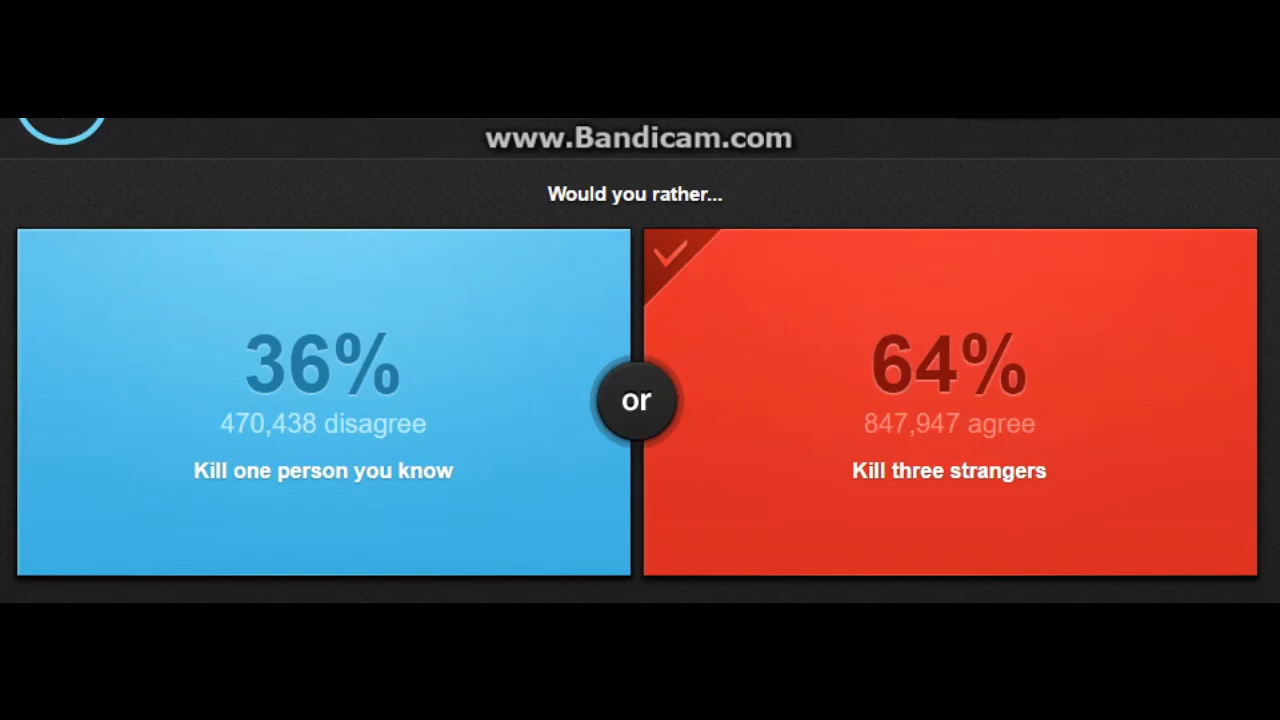 www.Bandicam.com
Would you rather...
36%
470,438 disagree
Kill one person you know
or
64%
847,947 agree
Kill three strangers